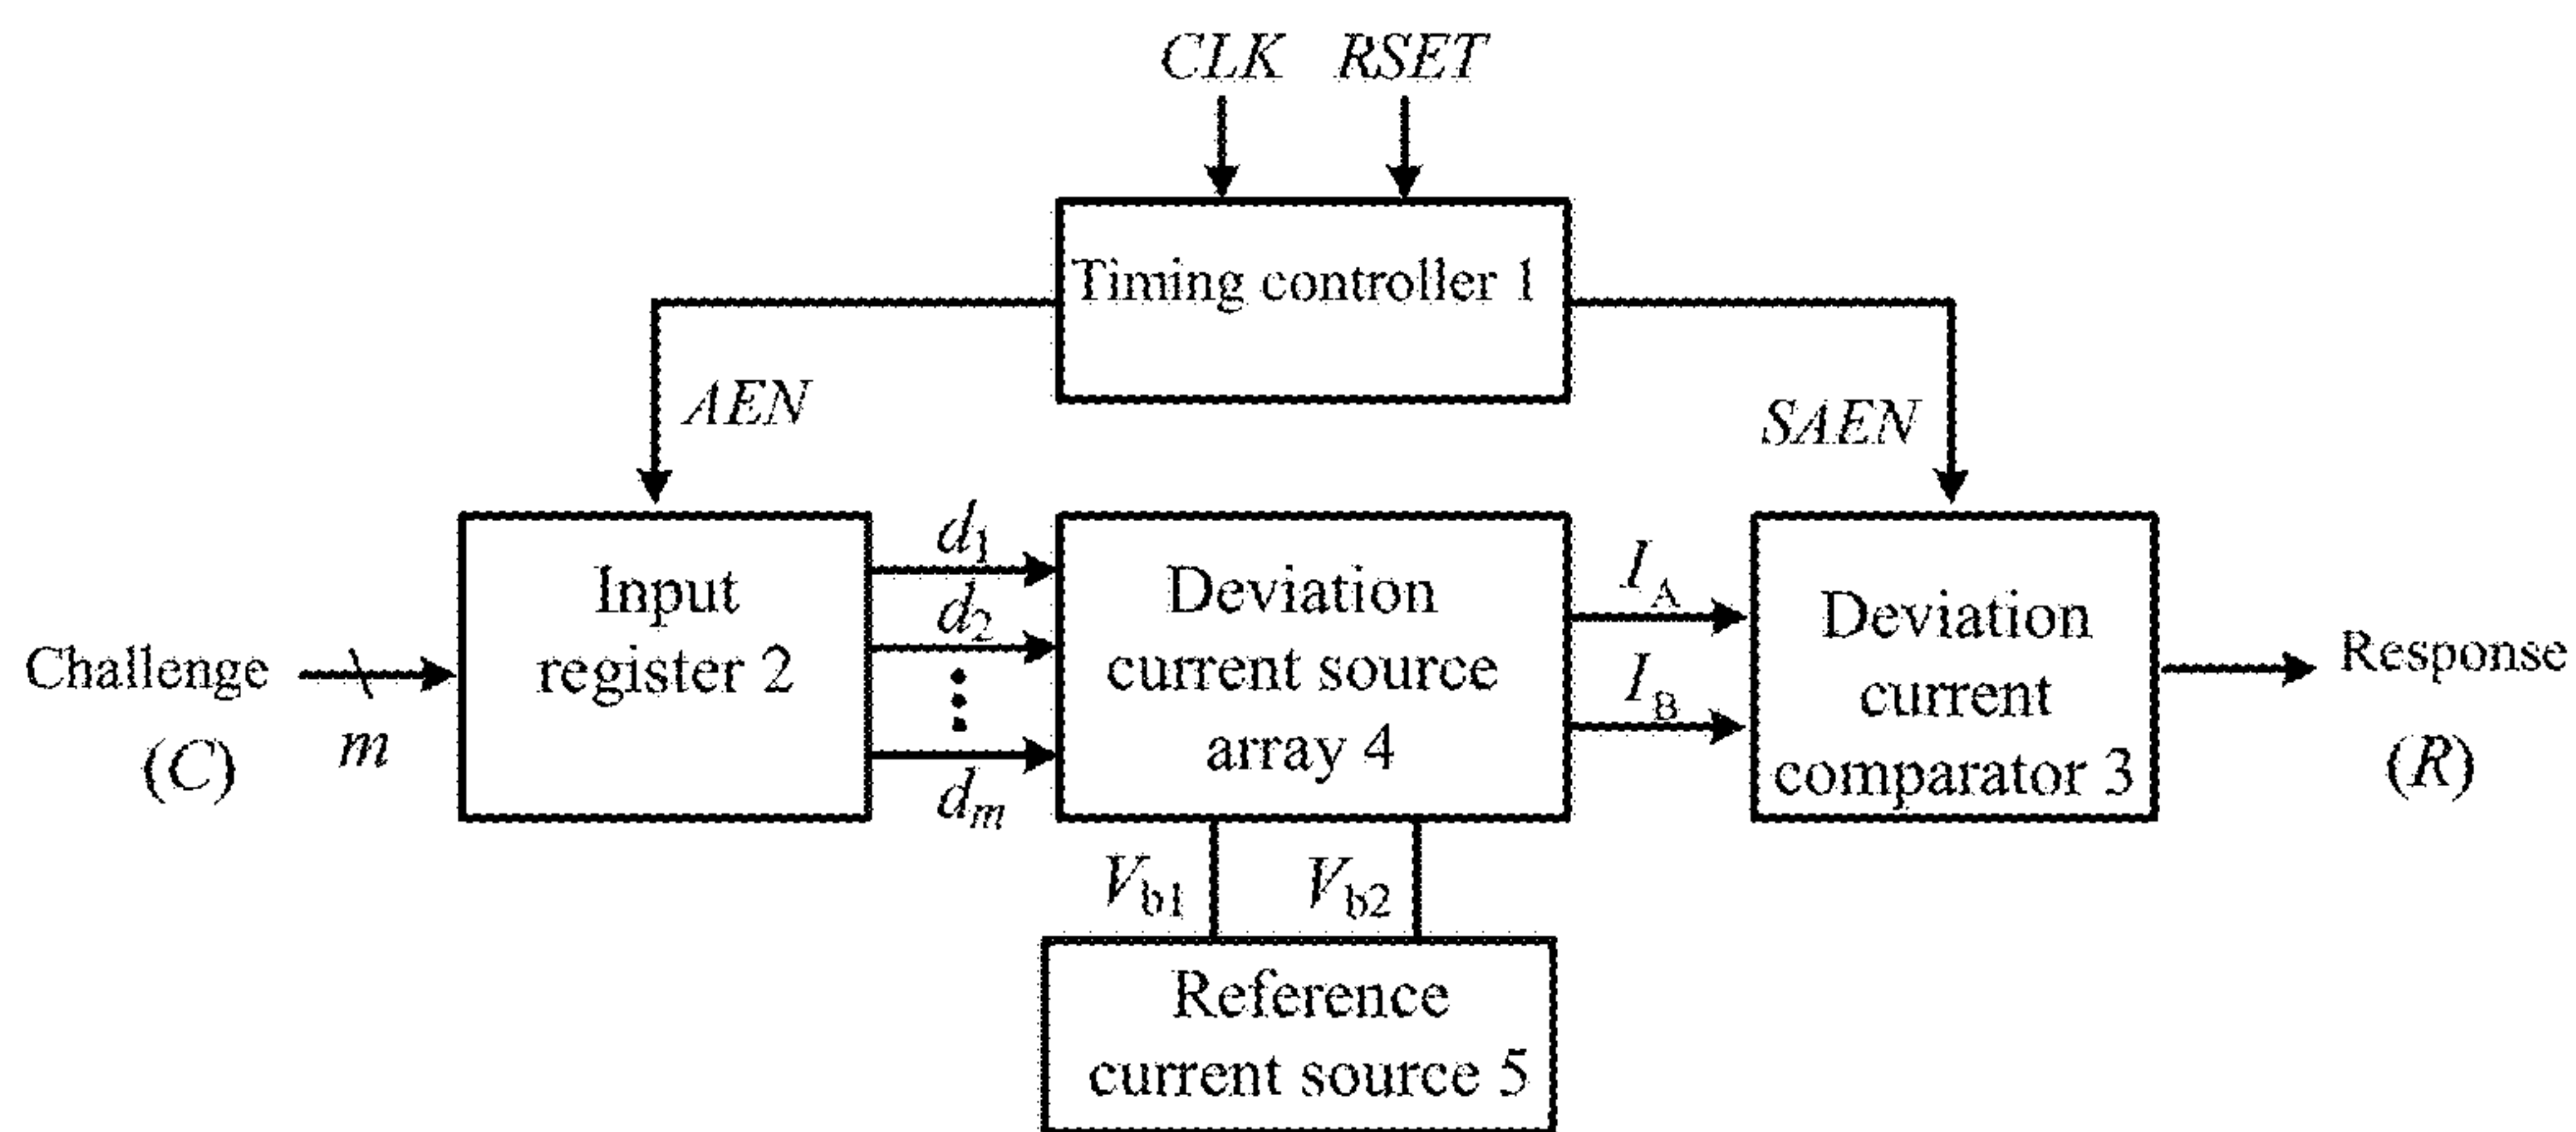 CLK RSET
Timing controller 1
AEN
SAEN
Challenge
(C)
m
Input
register 2
d1
d2
dm
Deviation
current source
array 4
IA
IB
Deviation
current
comparator 3
Response
(R)
Vb1 Vb2
Reference
current source 5